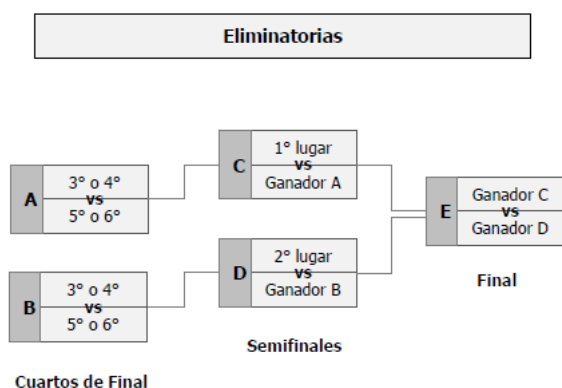 Eliminatorias
A
3° o 4°
vs
5° o 6°
B
3° o 4°
vs
5° o 6°
Cuartos de Final
C
1° lugar
vs
Ganador A
D
2° lugar
vs
Ganador B
Semifinales
E
Ganador C
vs
Ganador D
Final